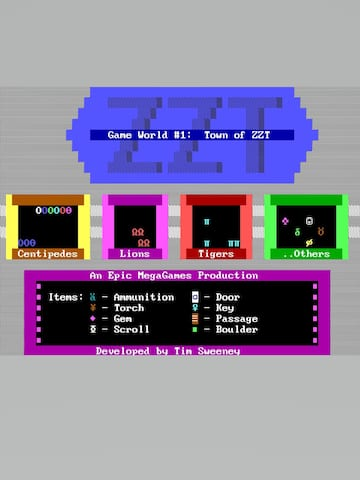 ZZT
Game World #1: Town of ZZT
Centipedes
Lions
Tigers
..Others
An Epic MegaGames Production
Items:
- Ammunition
- Torch
- Gem
- Scroll
- Door
- Key
- Passage
- Boulder
Developed by Tim Sweeney